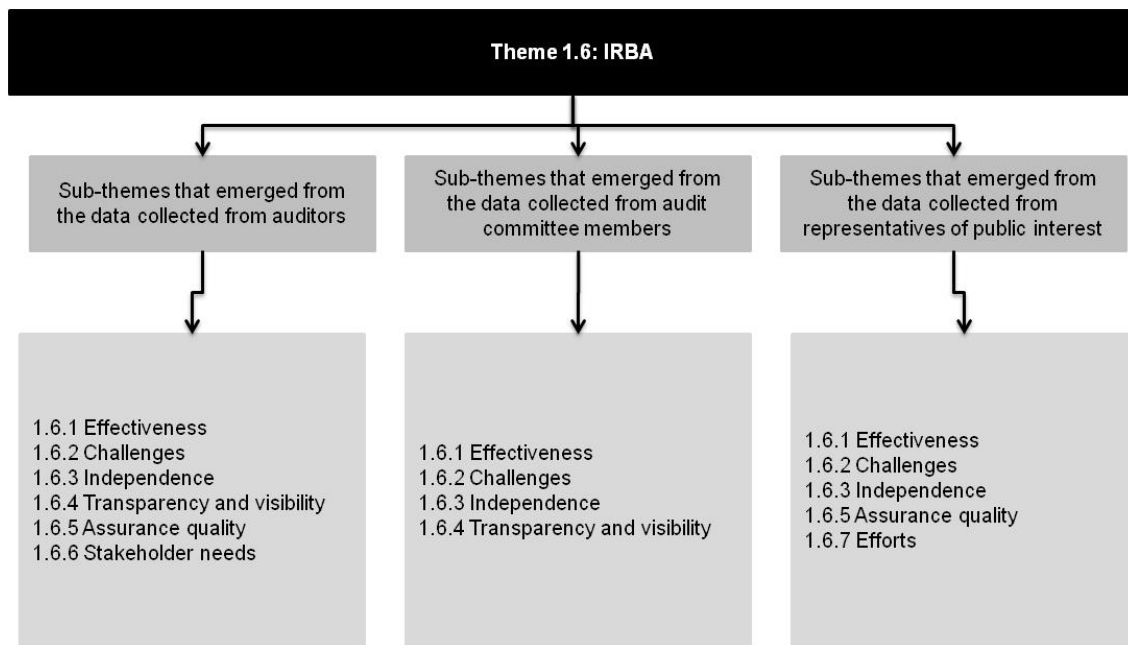 Theme 1.6: IRBA
Sub-themes that emerged from
the data collected from auditors
Sub-themes that emerged from
the data collected from audit
committee members
Sub-themes that emerged from
the data collected from
representatives of public interest
1.6.1 Effectiveness
1.6.2 Challenges
1.6.3 Independence
1.6.4 Transparency and visibility
1.6.5 Assurance quality
1.6.6 Stakeholder needs
1.6.1 Effectiveness
1.6.2 Challenges
1.6.3 Independence
1.6.4 Transparency and visibility
1.6.1 Effectiveness
1.6.2 Challenges
1.6.3 Independence
1.6.5 Assurance quality
1.6.7 Efforts